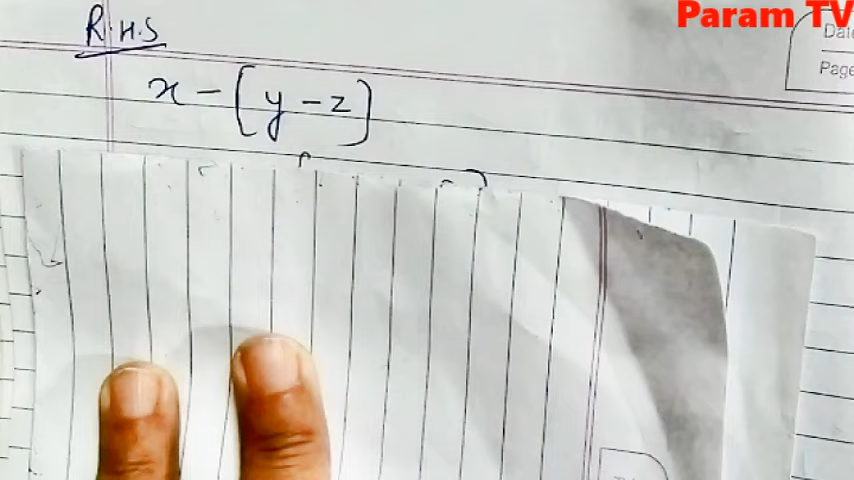 Param TV
R.H.S
Date
Page
x - [y - z]